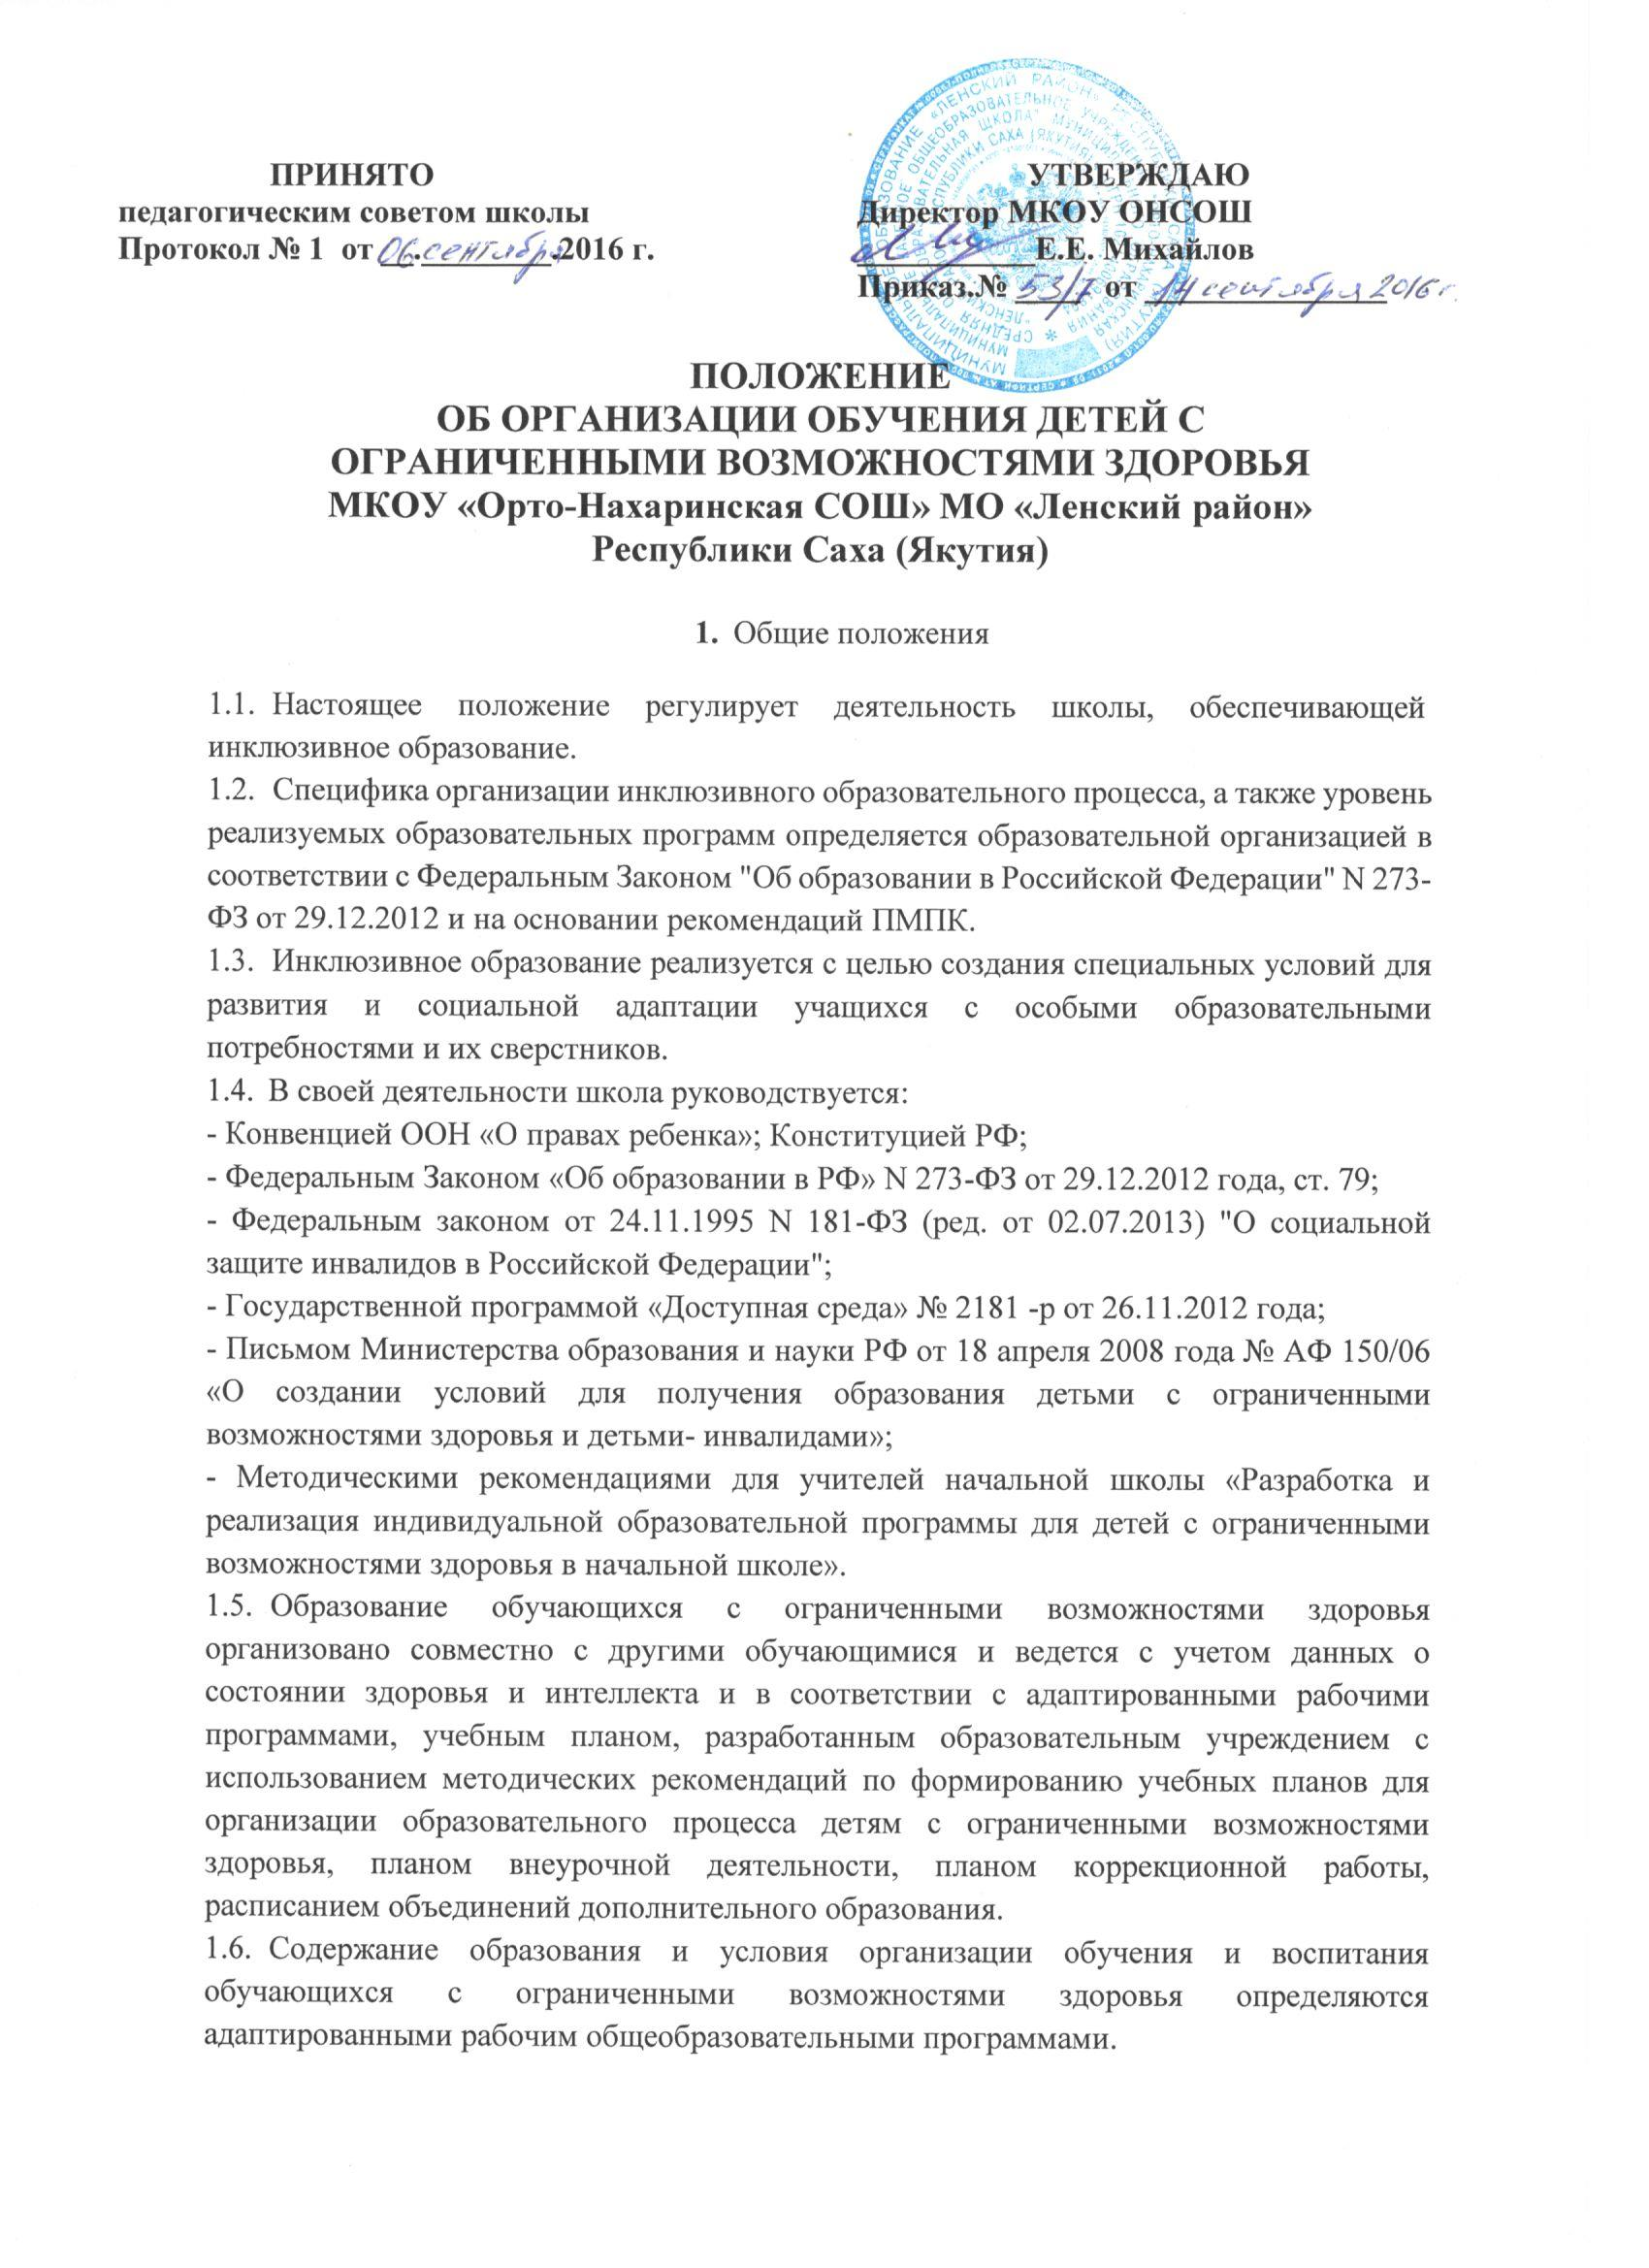 ПРИНЯТО
педагогическим советом школы
Протокол № 1 от 06.сентября.2016 г.
УТВЕРЖДАЮ
Директор МКОУ ОНСОШ
Е.Е. Михайлов
Приказ.№ 53/7 от 14 сентября 2016 г.
ПОЛОЖЕНИЕ
ОБ ОРГАНИЗАЦИИ ОБУЧЕНИЯ ДЕТЕЙ С
ОГРАНИЧЕННЫМИ ВОЗМОЖНОСТЯМИ ЗДОРОВЬЯ
МКОУ «Орто-Нахаринская СОШ» МО «Ленский район»
Республики Саха (Якутия)
1. Общие положения
1.1. Настоящее положение регулирует деятельность школы, обеспечивающей
инклюзивное образование.
1.2. Специфика организации инклюзивного образовательного процесса, а также уровень
реализуемых образовательных программ определяется образовательной организацией в
соответствии с Федеральным Законом "Об образовании в Российской Федерации" N 273-
ФЗ от 29.12.2012 и на основании рекомендаций ПМПК.
1.3. Инклюзивное образование реализуется с целью создания специальных условий для
развития и социальной адаптации учащихся с особыми образовательными
потребностями и их сверстников.
1.4. В своей деятельности школа руководствуется:
- Конвенцией ООН «О правах ребенка»; Конституцией РФ;
- Федеральным Законом «Об образовании в РФ» N 273-ФЗ от 29.12.2012 года, ст. 79;
- Федеральным законом от 24.11.1995 N 181-ФЗ (ред. от 02.07.2013) "О социальной
защите инвалидов в Российской Федерации";
- Государственной программой «Доступная среда» № 2181 -р от 26.11.2012 года;
- Письмом Министерства образования и науки РФ от 18 апреля 2008 года № АФ 150/06
«О создании условий для получения образования детьми с ограниченными
возможностями здоровья и детьми- инвалидами»;
- Методическими рекомендациями для учителей начальной школы «Разработка и
реализация индивидуальной образовательной программы для детей с ограниченными
возможностями здоровья в начальной школе».
1.5. Образование обучающихся с ограниченными возможностями здоровья
организовано совместно с другими обучающимися и ведется с учетом данных о
состоянии здоровья и интеллекта и в соответствии с адаптированными рабочими
программами, учебным планом, разработанным образовательным учреждением с
использованием методических рекомендаций по формированию учебных планов для
организации образовательного процесса детям с ограниченными возможностями
здоровья, планом внеурочной деятельности, планом коррекционной работы,
расписанием объединений дополнительного образования.
1.6. Содержание образования и условия организации обучения и воспитания
обучающихся с ограниченными возможностями здоровья определяются
адаптированными рабочим общеобразовательными программами.